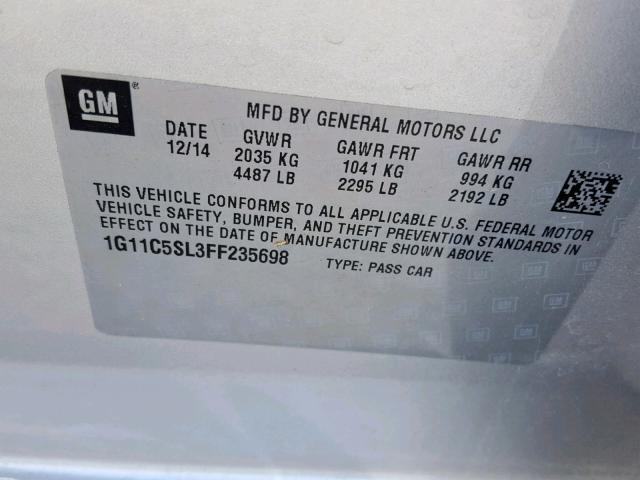 GM®
MFD BY GENERAL MOTORS LLC
DATE GVWR GAWR FRT GAWR RR
12/14 2035 KG 1041 KG 994 KG
4487 LB 2295 LB 2192 LB
THIS VEHICLE CONFORMS TO ALL APPLICABLE U.S. FEDERAL MOTOR
VEHICLE SAFETY, BUMPER, AND THEFT PREVENTION STANDARDS IN
EFFECT ON THE DATE OF MANUFACTURE SHOWN ABOVE.
1G11C5SL3FF235698 TYPE: PASS CAR